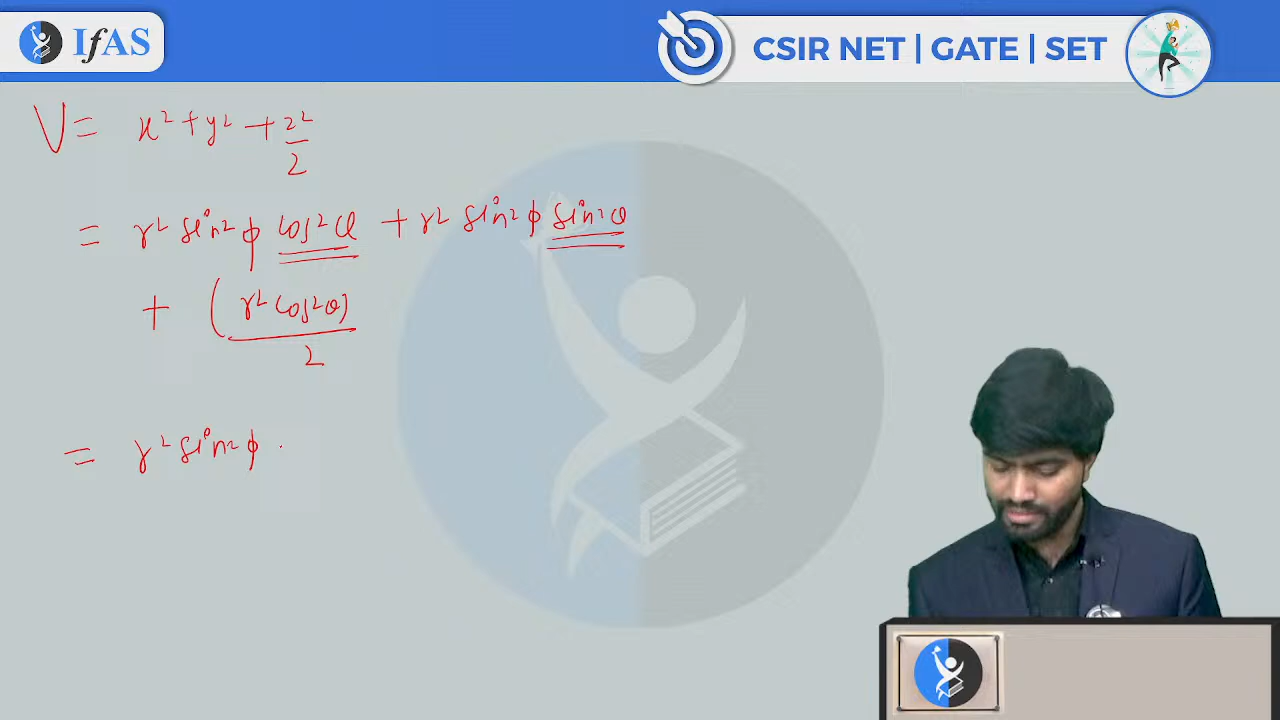 IfAS
CSIR NET | GATE | SET
V = x² + y² + z²/2
= r² sin²φ cos²θ + r² sin²φ sin²θ
+ (r² cos²θ)/2
= r² sin²φ ·